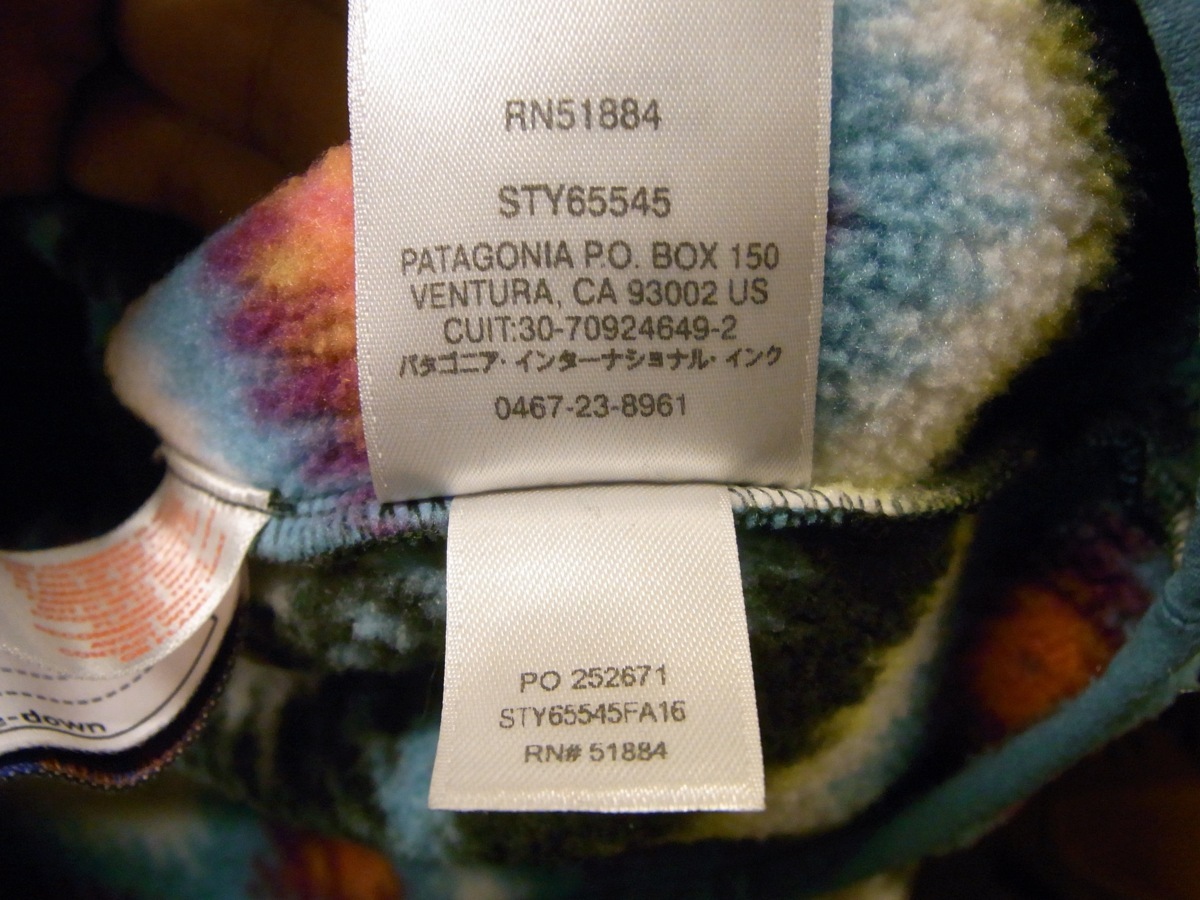 RN51884
STY65545
PATAGONIA P.O. BOX 150
VENTURA, CA 93002 US
CUIT:30-70924649-2
パタゴニア・インターナショナル・インク
0467-23-8961
PO 252671
STY65545FA16
RN# 51884
e-down